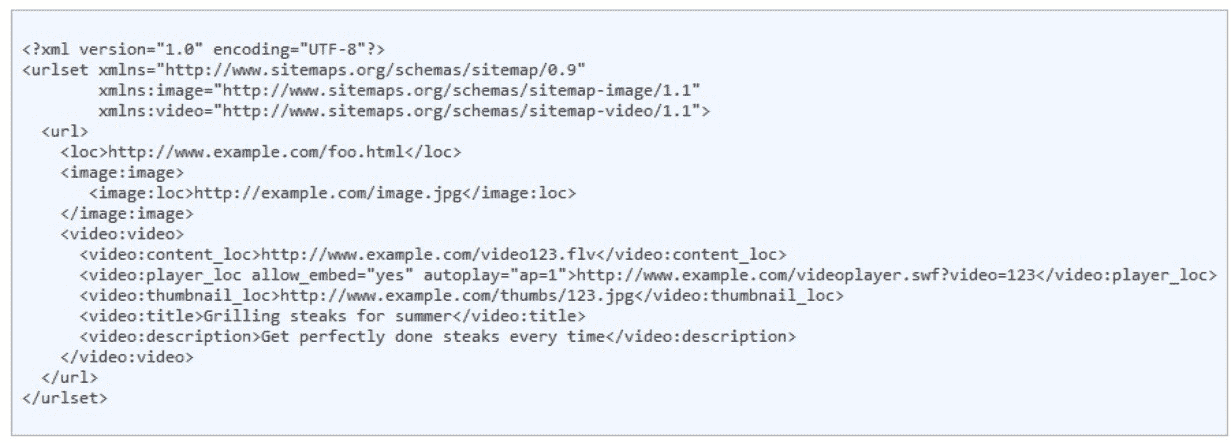 <?xml version="1.0" encoding="UTF-8"?>
<urlset xmlns="http://www.sitemaps.org/schemas/sitemap/0.9"
        xmlns:image="http://www.sitemaps.org/schemas/sitemap-image/1.1"
        xmlns:video="http://www.sitemaps.org/schemas/sitemap-video/1.1">
  <url>
    <loc>http://www.example.com/foo.html</loc>
    <image:image>
       <image:loc>http://example.com/image.jpg</image:loc>
    </image:image>
    <video:video>
      <video:content_loc>http://www.example.com/video123.flv</video:content_loc>
      <video:player_loc allow_embed="yes" autoplay="ap=1">http://www.example.com/videoplayer.swf?video=123</video:player_loc>
      <video:thumbnail_loc>http://www.example.com/thumbs/123.jpg</video:thumbnail_loc>
      <video:title>Grilling steaks for summer</video:title>
      <video:description>Get perfectly done steaks every time</video:description>
    </video:video>
  </url>
</urlset>